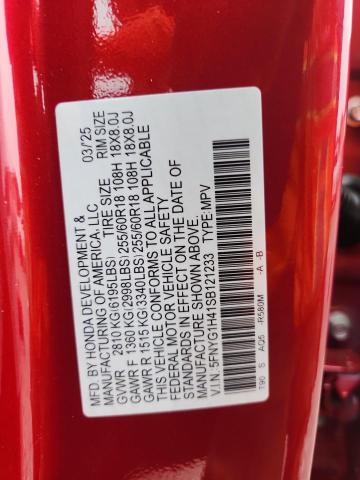 MFD. BY HONDA DEVELOPMENT & 03/'25
MANUFACTURING OF AMERICA, LLC
GVWR 2810 KG(6195LBS) TIRE SIZE RIM SIZE
GAWR F 1360 KG(2998LBS) 255/60R18 108H 18X8.0J
GAWR R 1515 KG(3340LBS) 255/60R18 108H 18X8.0J
THIS VEHICLE CONFORMS TO ALL APPLICABLE
FEDERAL MOTOR VEHICLE SAFETY STANDARDS
IN EFFECT ON THE DATE OF
MANUFACTURE SHOWN ABOVE.
V.I.N.:5FNYG1H41SB121233 TYPE:MPV
T90 S AQ5 -R580M -A -B